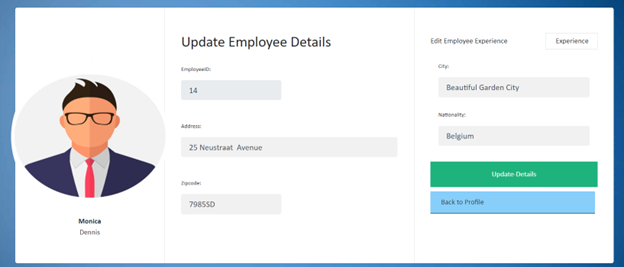 Monica
Dennis
Update Employee Details
EmployeeID:
14
Address:
25 Neustraat Avenue
Zipcode:
7985SD
Edit Employee Experience
Experience
City:
Beautiful Garden City
Nationality:
Belgium
Update-Details
Back to Profile